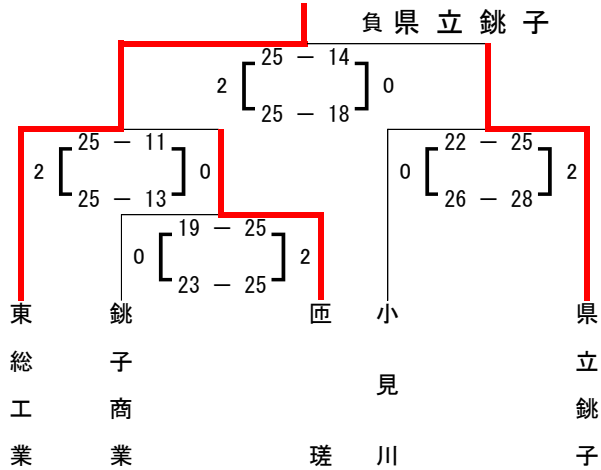 負 県立銚子
25 － 14
2 0
25 － 18
25 － 11
2 0
25 － 13
22 － 25
0 2
26 － 28
19 － 25
0 2
23 － 25
東総工業
銚子商業
匝瑳
小見川
県立銚子